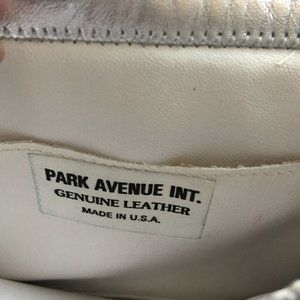 PARK AVENUE INT.
GENUINE LEATHER
MADE IN U.S.A.